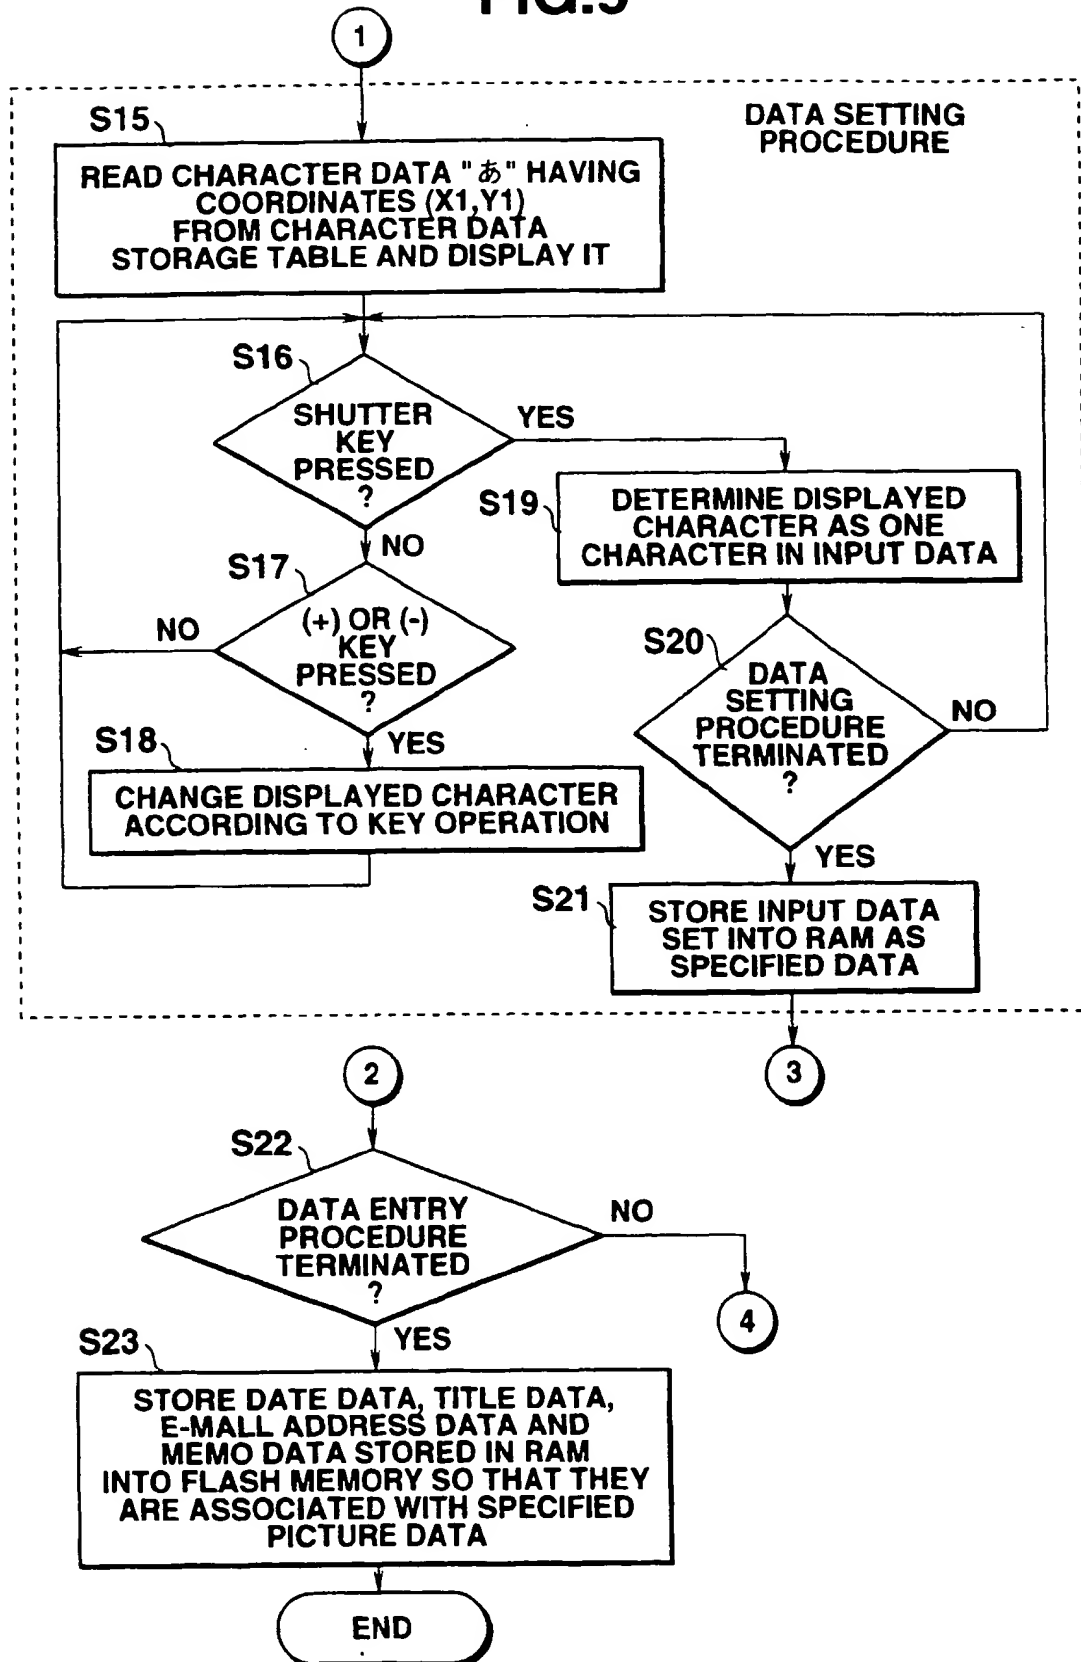 FIG.5
1
DATA SETTING
PROCEDURE
S15
READ CHARACTER DATA "あ" HAVING
COORDINATES (X1,Y1)
FROM CHARACTER DATA
STORAGE TABLE AND DISPLAY IT
S16
SHUTTER
KEY
PRESSED
?
YES
NO
S19
DETERMINE DISPLAYED
CHARACTER AS ONE
CHARACTER IN INPUT DATA
S17
(+) OR (-)
KEY
PRESSED
?
NO
YES
S20
DATA
SETTING
PROCEDURE
TERMINATED
?
NO
YES
S18
CHANGE DISPLAYED CHARACTER
ACCORDING TO KEY OPERATION
S21
STORE INPUT DATA
SET INTO RAM AS
SPECIFIED DATA
3
2
S22
DATA ENTRY
PROCEDURE
TERMINATED
?
NO
4
YES
S23
STORE DATE DATA, TITLE DATA,
E-MALL ADDRESS DATA AND
MEMO DATA STORED IN RAM
INTO FLASH MEMORY SO THAT THEY
ARE ASSOCIATED WITH SPECIFIED
PICTURE DATA
END